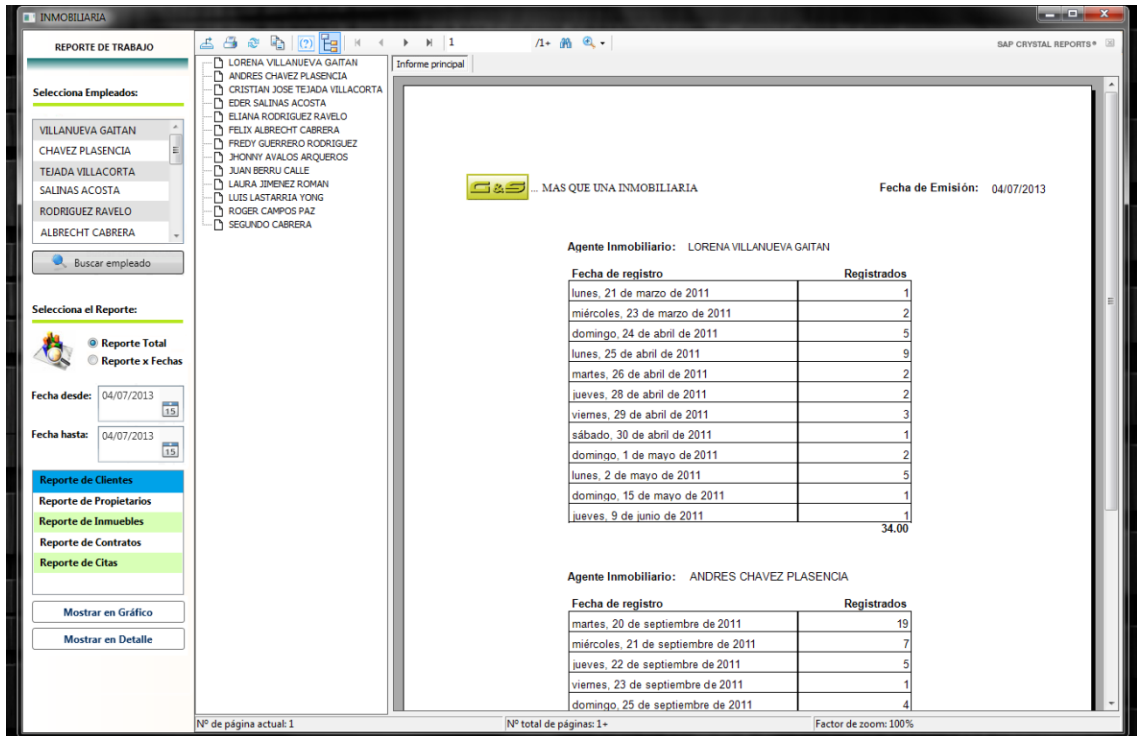 INMOBILIARIA
REPORTE DE TRABAJO
Selecciona Empleados:
VILLANUEVA GAITAN
CHAVEZ PLASENCIA
TEJADA VILLACORTA
SALINAS ACOSTA
RODRIGUEZ RAVELO
ALBRECHT CABRERA
Buscar empleado
Selecciona el Reporte:
Reporte Total
Reporte x Fechas
Fecha desde: 04/07/2013
15
Fecha hasta: 04/07/2013
15
Reporte de Clientes
Reporte de Propietarios
Reporte de Inmuebles
Reporte de Contratos
Reporte de Citas
Mostrar en Gráfico
Mostrar en Detalle
1 /1+
SAP CRYSTAL REPORTS®
LORENA VILLANUEVA GAITAN
ANDRES CHAVEZ PLASENCIA
CRISTIAN JOSE TEJADA VILLACORTA
EDER SALINAS ACOSTA
ELIANA RODRIGUEZ RAVELO
FELIX ALBRECHT CABRERA
FREDY GUERRERO RODRIGUEZ
JHONNY AVALOS ARQUEROS
JUAN BERRU CALLE
LAURA JIMENEZ ROMAN
LUIS LASTARRIA YONG
ROGER CAMPOS PAZ
SEGUNDO CABRERA
Informe principal
G&S ... MAS QUE UNA INMOBILIARIA
Fecha de Emisión: 04/07/2013
Agente Inmobiliario: LORENA VILLANUEVA GAITAN
Fecha de registro Registrados
lunes, 21 de marzo de 2011 1
miércoles, 23 de marzo de 2011 2
domingo, 24 de abril de 2011 5
lunes, 25 de abril de 2011 9
martes, 26 de abril de 2011 2
jueves, 28 de abril de 2011 2
viernes, 29 de abril de 2011 3
sábado, 30 de abril de 2011 1
domingo, 1 de mayo de 2011 2
lunes, 2 de mayo de 2011 5
domingo, 15 de mayo de 2011 1
jueves, 9 de junio de 2011 1
34.00
Agente Inmobiliario: ANDRES CHAVEZ PLASENCIA
Fecha de registro Registrados
martes, 20 de septiembre de 2011 19
miércoles, 21 de septiembre de 2011 7
jueves, 22 de septiembre de 2011 5
viernes, 23 de septiembre de 2011 1
domingo, 25 de septiembre de 2011 4
Nº de página actual: 1
Nº total de páginas: 1+
Factor de zoom: 100%